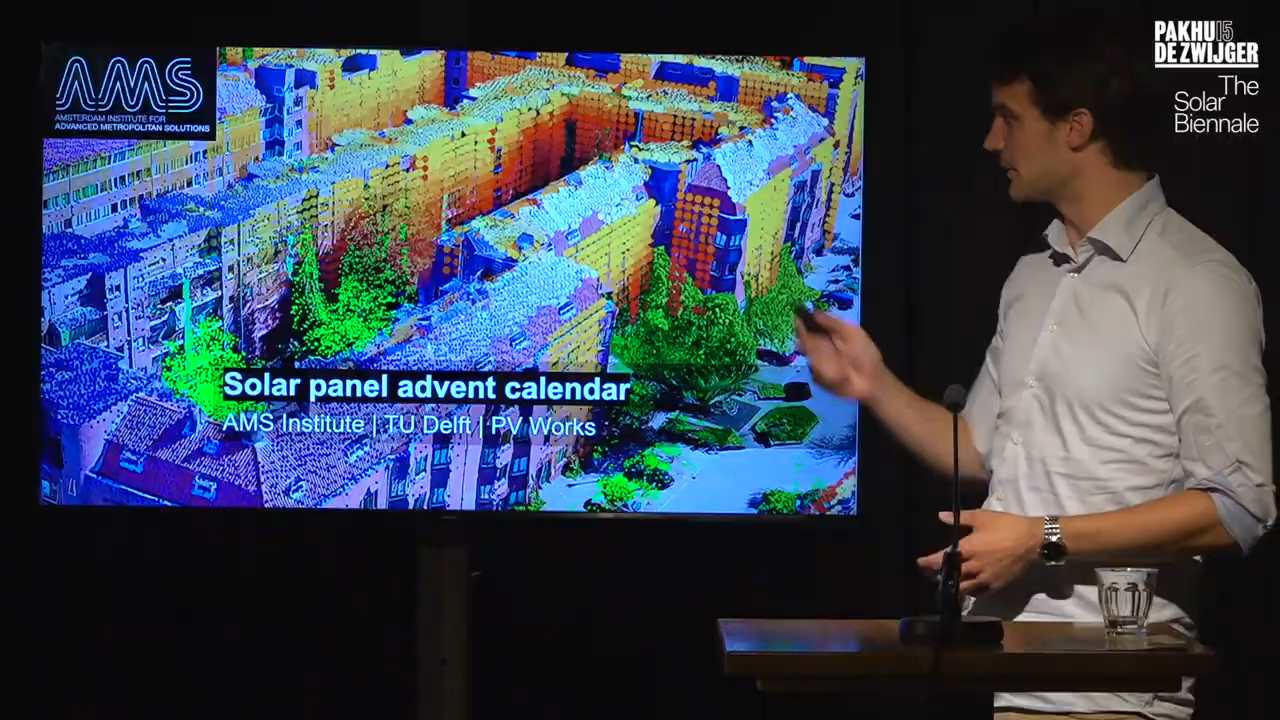 AMS
AMSTERDAM INSTITUTE FOR
ADVANCED METROPOLITAN SOLUTIONS
Solar panel advent calendar
AMS Institute | TU Delft | PV Works
PAKHU15
DE ZWIJGER
The
Solar
Biennale